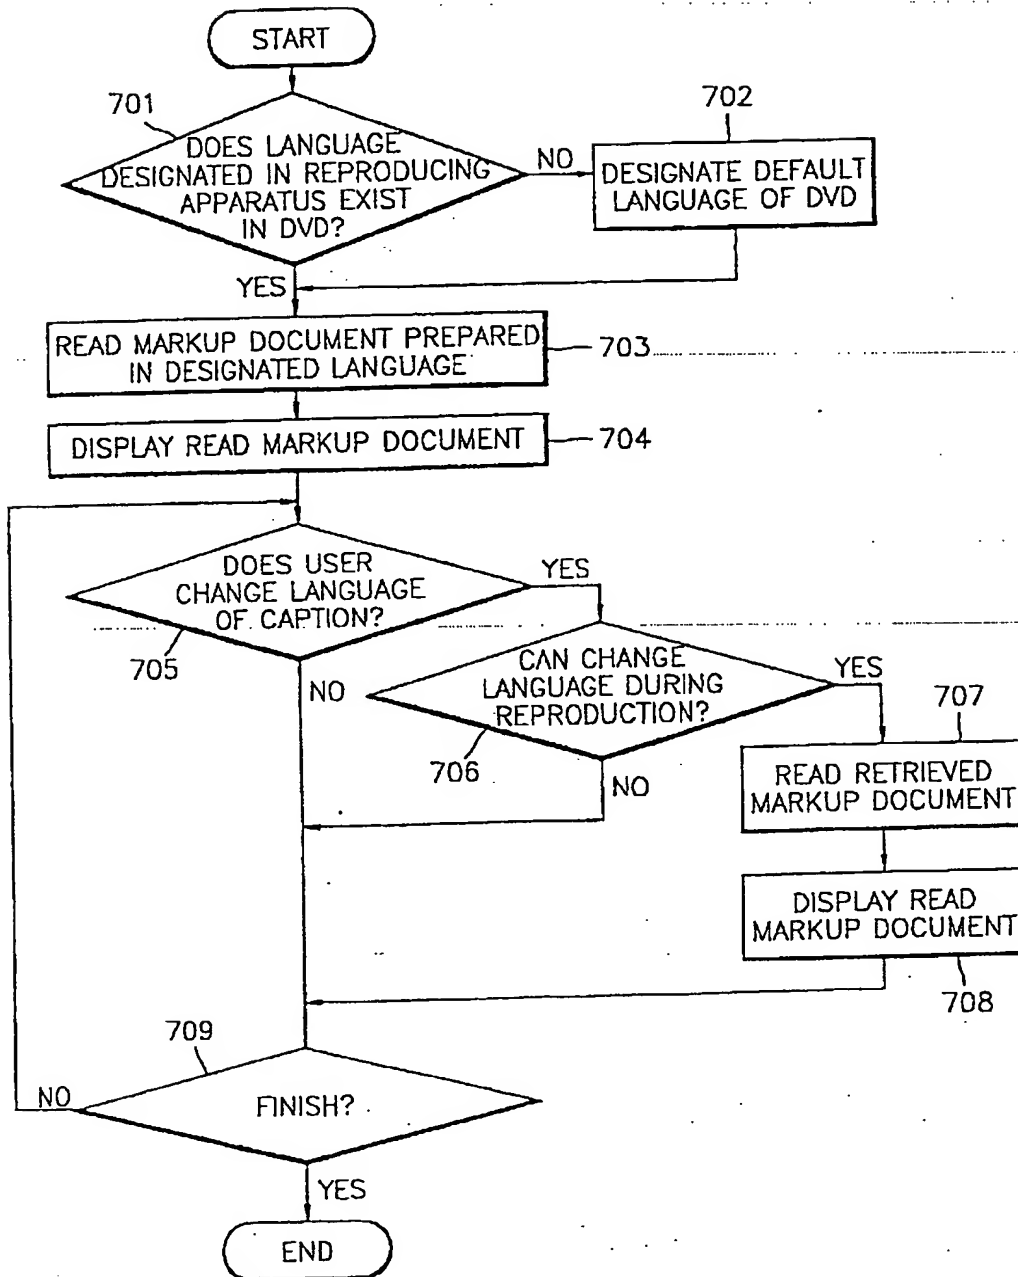 START
701
DOES LANGUAGE
DESIGNATED IN REPRODUCING
APPARATUS EXIST
IN DVD?
NO
702
DESIGNATE DEFAULT
LANGUAGE OF DVD
YES
READ MARKUP DOCUMENT PREPARED
IN DESIGNATED LANGUAGE
703
DISPLAY READ MARKUP DOCUMENT
704
DOES USER
CHANGE LANGUAGE
OF CAPTION?
705
YES
NO
CAN CHANGE
LANGUAGE DURING
REPRODUCTION?
706
YES
NO
707
READ RETRIEVED
MARKUP DOCUMENT
DISPLAY READ
MARKUP DOCUMENT
708
709
FINISH?
NO
YES
END